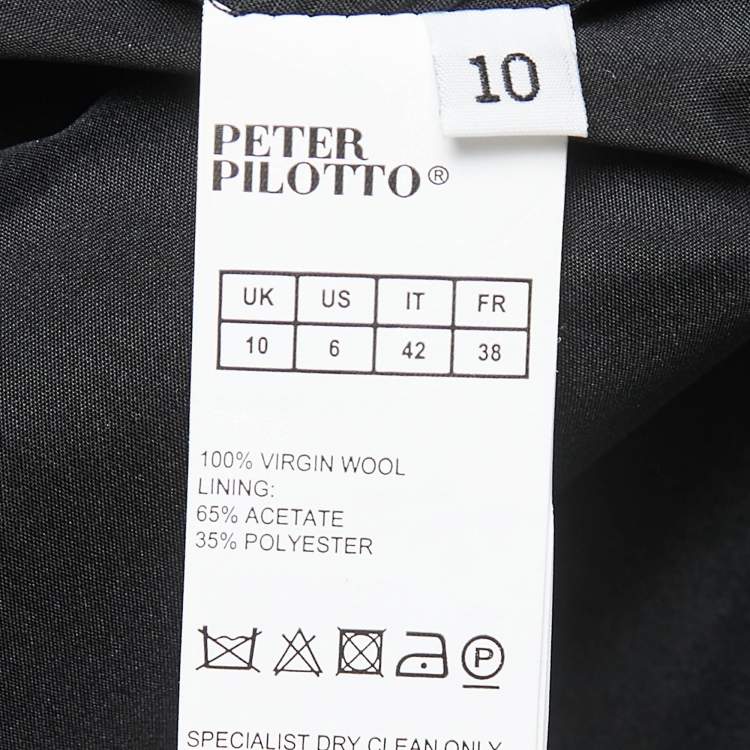 10
PETER
PILOTTO®
UK US IT FR
10 6 42 38
100% VIRGIN WOOL
LINING:
65% ACETATE
35% POLYESTER
P
SPECIALIST DRY CLEAN ONLY